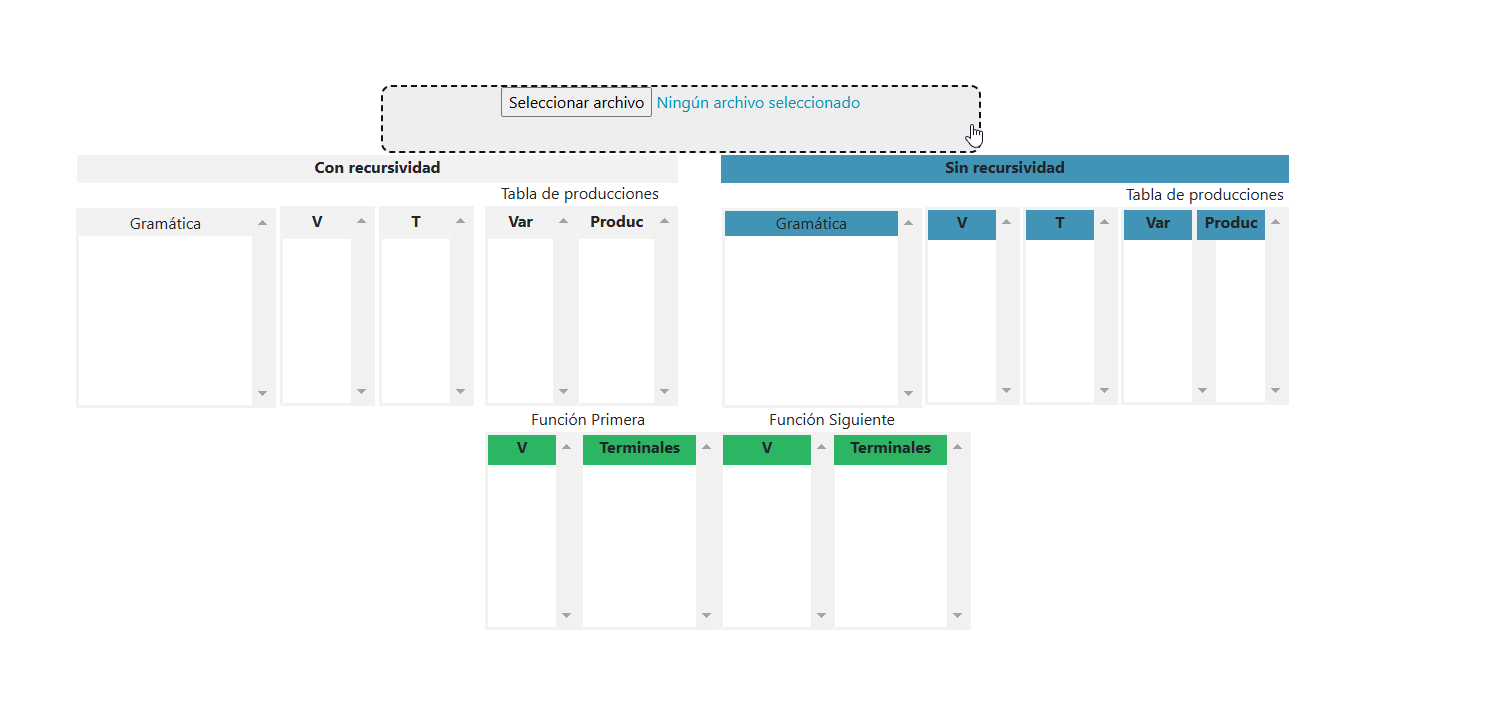 Seleccionar archivo Ningún archivo seleccionado
Con recursividad
Sin recursividad
Tabla de producciones
Tabla de producciones
Gramática
V
T
Var
Produc
Gramática
V
T
Var
Produc
Función Primera
Función Siguiente
V
Terminales
V
Terminales